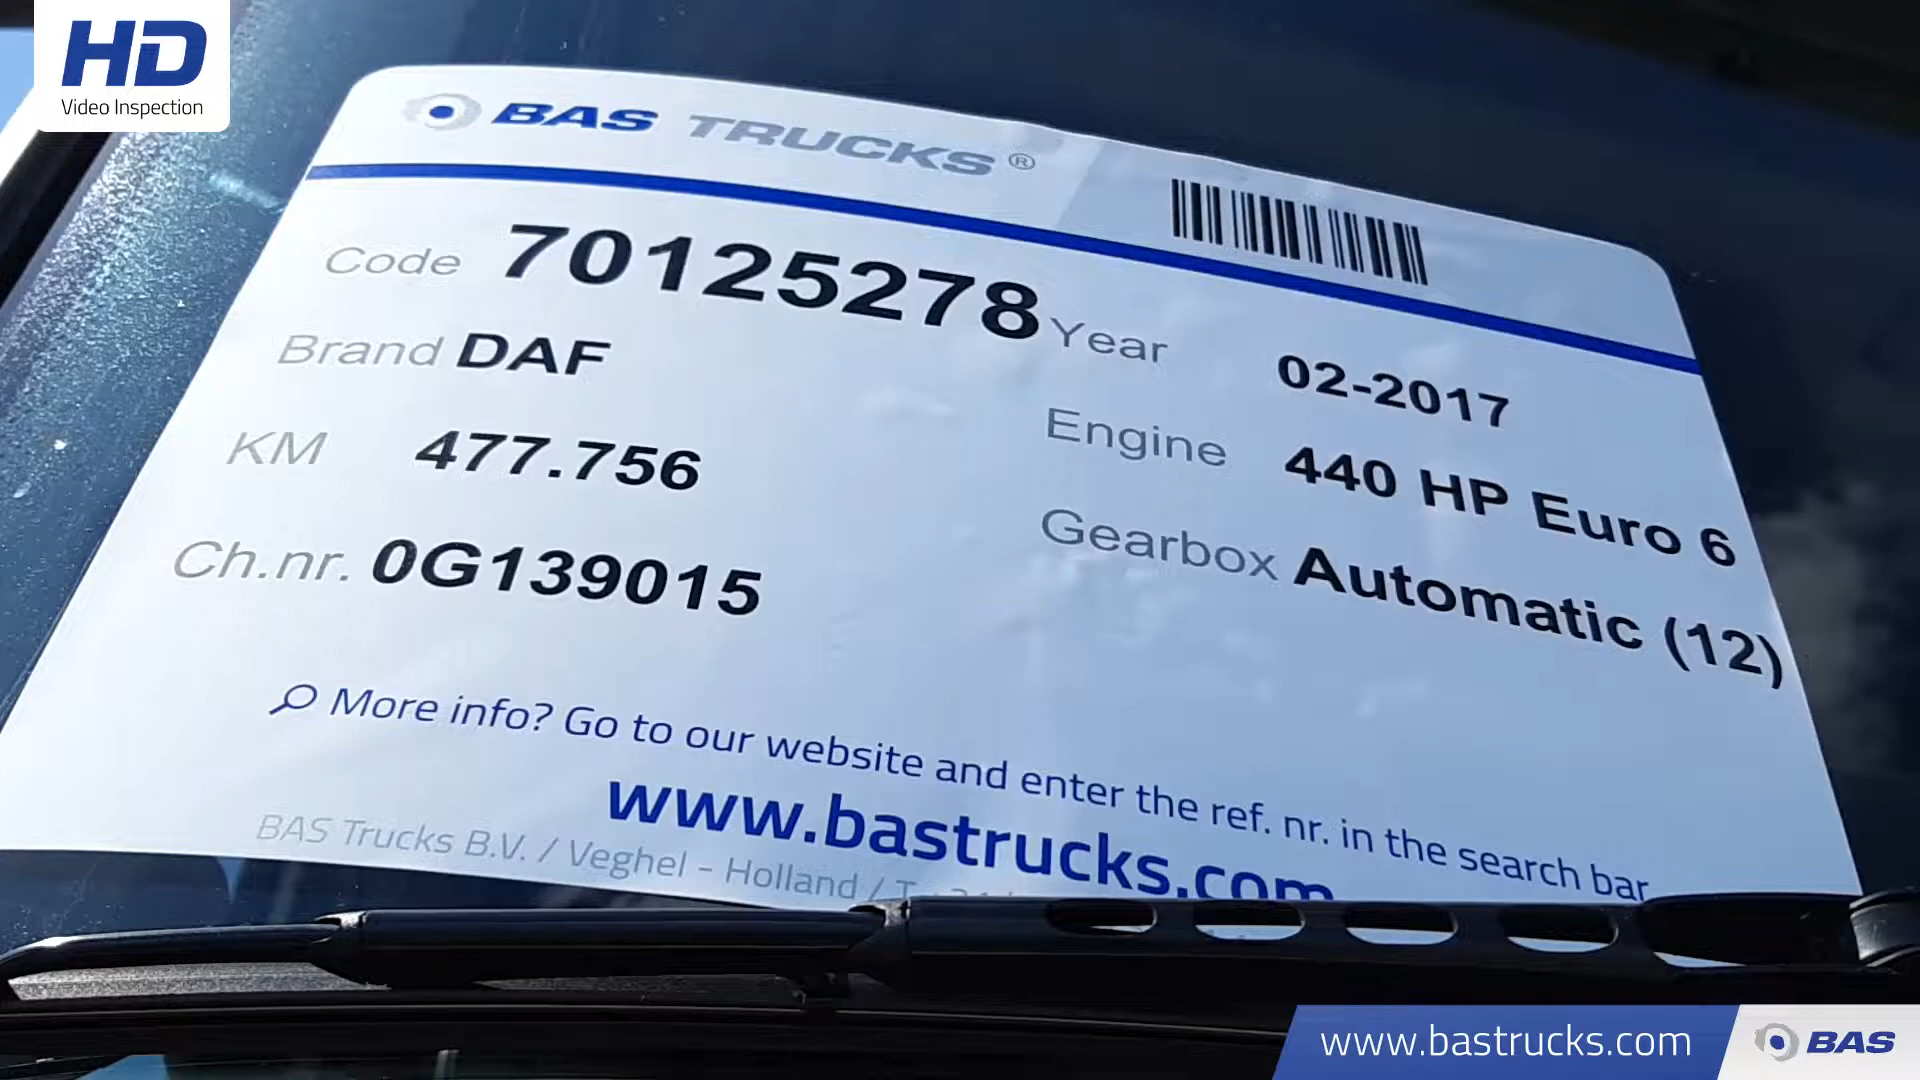 HD
Video Inspection
BAS TRUCKS®
Code 70125278
Year 02-2017
Brand DAF
Engine 440 HP Euro 6
KM 477.756
Gearbox Automatic (12)
Ch.nr. 0G139015
More info? Go to our website and enter the ref. nr. in the search bar
www.bastrucks.com
BAS Trucks B.V. / Veghel - Holland / T
www.bastrucks.com
BAS